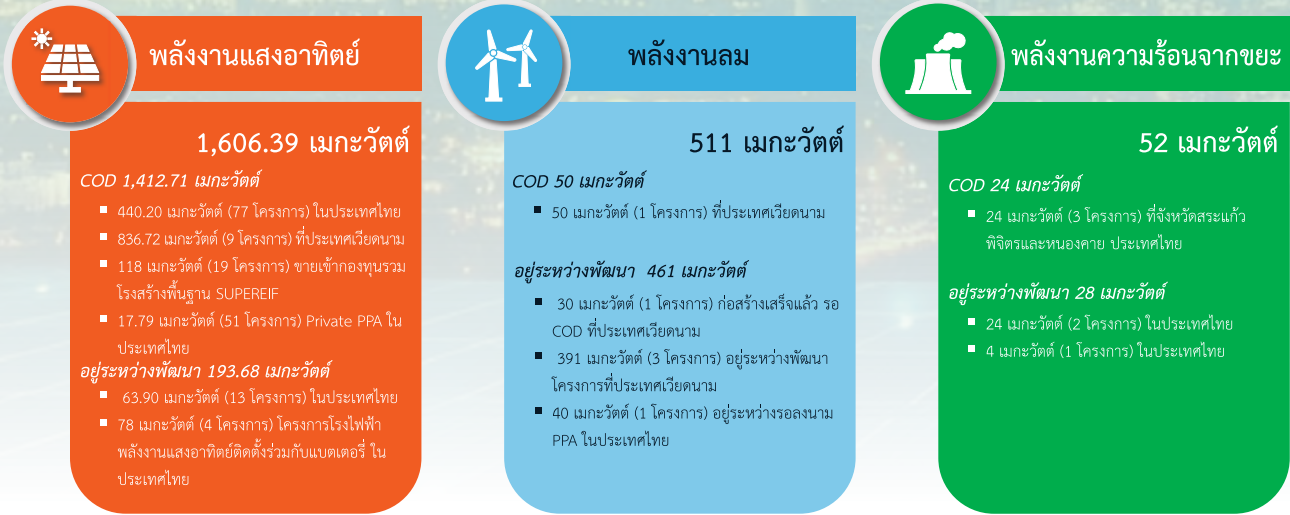 พลังงานแสงอาทิตย์
1,606.39 เมกะวัตต์
COD 1,412.71 เมกะวัตต์
▪ 440.20 เมกะวัตต์ (77 โครงการ) ในประเทศไทย
▪ 836.72 เมกะวัตต์ (9 โครงการ) ที่ประเทศเวียดนาม
▪ 118 เมกะวัตต์ (19 โครงการ) ขายเข้ากองทุนรวม
โรงสร้างพื้นฐาน SUPEREIF
▪ 17.79 เมกะวัตต์ (51 โครงการ) Private PPA ใน
ประเทศไทย
อยู่ระหว่างพัฒนา 193.68 เมกะวัตต์
▪ 63.90 เมกะวัตต์ (13 โครงการ) ในประเทศไทย
▪ 78 เมกะวัตต์ (4 โครงการ) โครงการโรงไฟฟ้า
พลังงานแสงอาทิตย์ติดตั้งร่วมกับแบตเตอรี่ ใน
ประเทศไทย
พลังงานลม
511 เมกะวัตต์
COD 50 เมกะวัตต์
▪ 50 เมกะวัตต์ (1 โครงการ) ที่ประเทศเวียดนาม
อยู่ระหว่างพัฒนา 461 เมกะวัตต์
▪ 30 เมกะวัตต์ (1 โครงการ) ก่อสร้างเสร็จแล้ว รอ
COD ที่ประเทศเวียดนาม
▪ 391 เมกะวัตต์ (3 โครงการ) อยู่ระหว่างพัฒนา
โครงการที่ประเทศเวียดนาม
▪ 40 เมกะวัตต์ (1 โครงการ) อยู่ระหว่างรอลงนาม
PPA ในประเทศไทย
พลังงานความร้อนจากขยะ
52 เมกะวัตต์
COD 24 เมกะวัตต์
▪ 24 เมกะวัตต์ (3 โครงการ) ที่จังหวัดสระแก้ว
พิจิตรและหนองคาย ประเทศไทย
อยู่ระหว่างพัฒนา 28 เมกะวัตต์
▪ 24 เมกะวัตต์ (2 โครงการ) ในประเทศไทย
▪ 4 เมกะวัตต์ (1 โครงการ) ในประเทศไทย